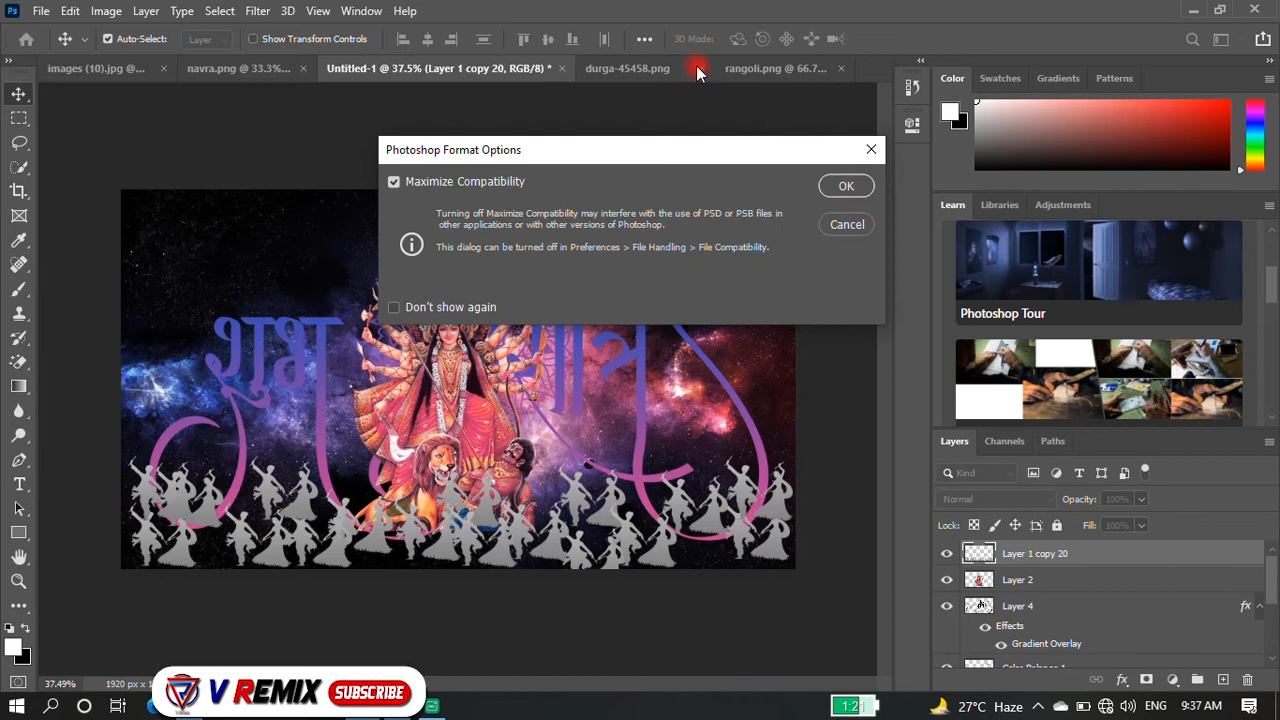 Ps File Edit Image Layer Type Select Filter 3D View Window Help
Auto-Select: Layer Show Transform Controls ••• 3D Mode:
images (10).jpg @... × navra.png @ 33.3%... × Untitled-1 @ 37.5% (Layer 1 copy 20, RGB/8) * × durga-45458.png rangoli.png @ 66.7... ×
Color Swatches Gradients Patterns
Photoshop Format Options
Maximize Compatibility
OK
Turning off Maximize Compatibility may interfere with the use of PSD or PSB files in
other applications or with other versions of Photoshop.
Cancel
This dialog can be turned off in Preferences > File Handling > File Compatibility.
Don't show again
Learn Libraries Adjustments
Photoshop Tour
शुभ
Layers Channels Paths
Kind
Normal Opacity: 100%
Lock: Fill: 100%
Layer 1 copy 20
Layer 2
Layer 4 fx
Effects
Gradient Overlay
Color Balance 1
37.49% 1920 px x 1
V REMIX SUBSCRIBE
27°C Haze ENG 9:37 AM